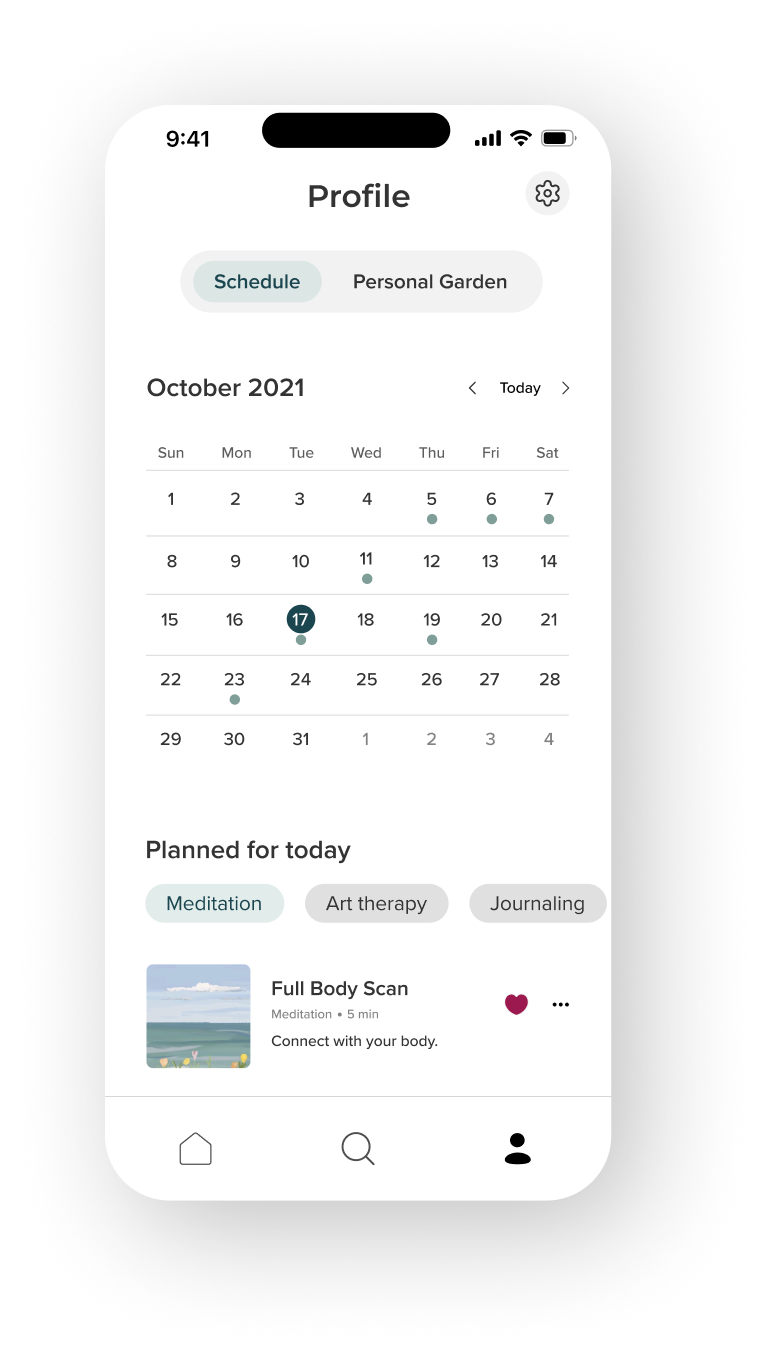 9:41
Profile
Schedule Personal Garden
October 2021 Today
Sun Mon Tue Wed Thu Fri Sat
1 2 3 4 5 6 7
8 9 10 11 12 13 14
15 16 17 18 19 20 21
22 23 24 25 26 27 28
29 30 31 1 2 3 4
Planned for today
Meditation Art therapy Journaling
Full Body Scan
Meditation • 5 min
Connect with your body.